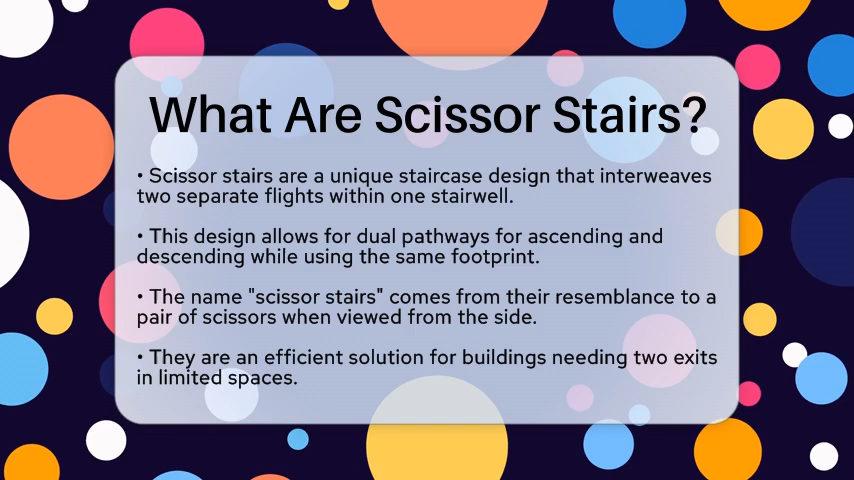 What Are Scissor Stairs?
• Scissor stairs are a unique staircase design that interweaves
two separate flights within one stairwell.
• This design allows for dual pathways for ascending and
descending while using the same footprint.
• The name "scissor stairs" comes from their resemblance to a
pair of scissors when viewed from the side.
• They are an efficient solution for buildings needing two exits
in limited spaces.